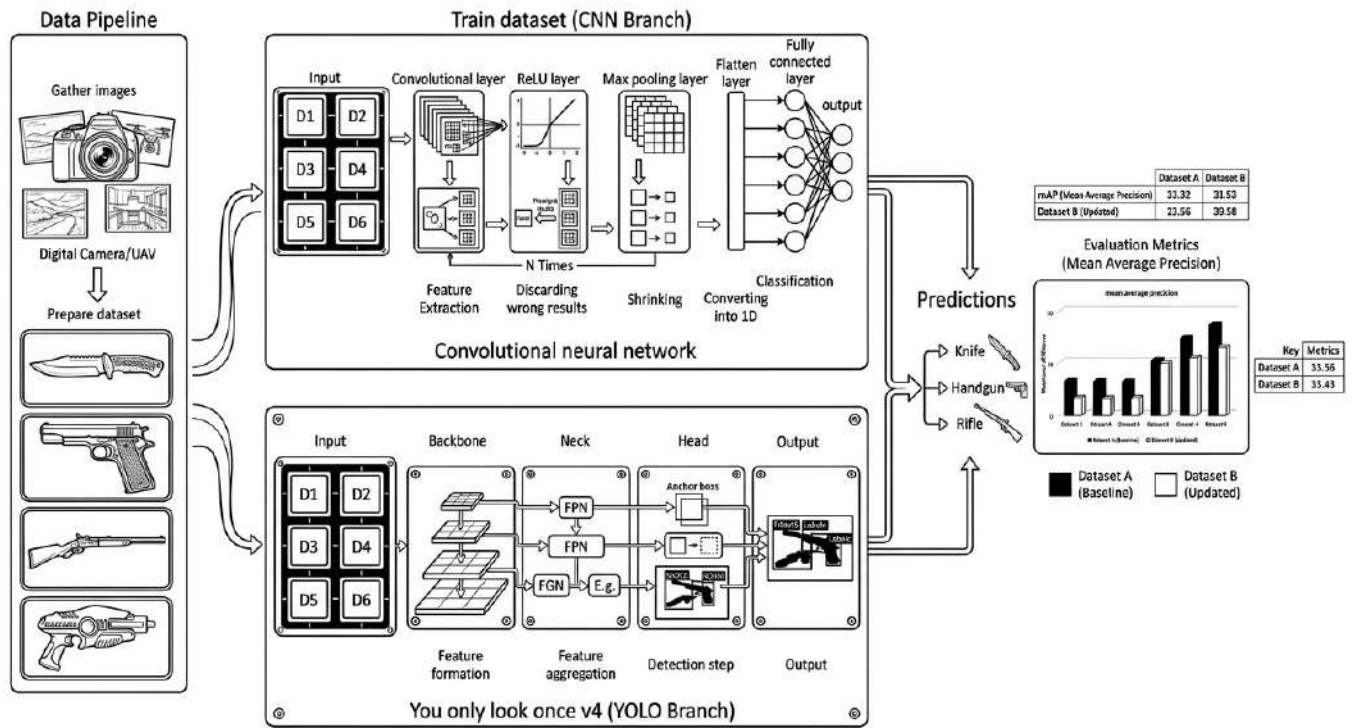 Data Pipeline
Gather images
Digital Camera/UAV
Prepare dataset
Train dataset (CNN Branch)
Input
D1
D2
D3
D4
D5
D6
Convolutional layer
ReLU layer
Max pooling layer
Flatten
layer
Fully
connected
layer
output
N Times
Feature
Extraction
Discarding
wrong results
Shrinking
Converting
into 1D
Classification
Convolutional neural network
Input
D1
D2
D3
D4
D5
D6
Backbone
Neck
Head
Output
FPN
FPN
FGN
E.g.
Anchor boxs
Feature
formation
Feature
aggregation
Detection step
Output
You only look once v4 (YOLO Branch)
Predictions
Knife
Handgun
Rifle
Dataset A
Dataset B
mAP (Mean Average Precision)
33.32
31.53
Dataset B (Updated)
23.56
39.58
Evaluation Metrics
(Mean Average Precision)
mean average precision
Key
Metrics
Dataset A
33.56
Dataset B
33.43
Dataset A
(Baseline)
Dataset B
(Updated)